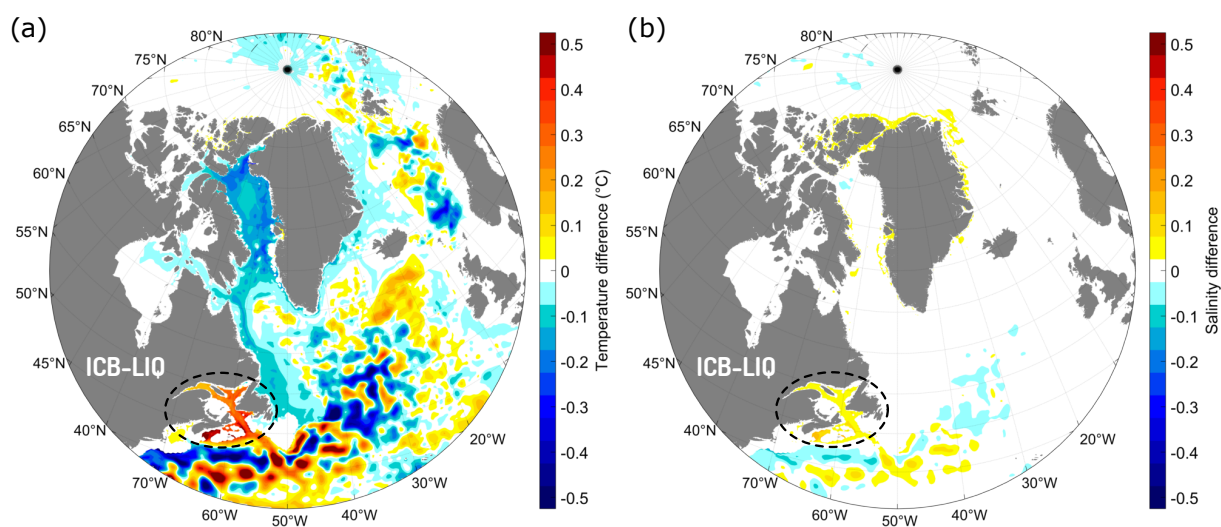 (a)
80°N
75°N
70°N
65°N
60°N
55°N
50°N
45°N
40°N
70°W
60°W
50°W
40°W
30°W
20°W
ICB-LIQ
0.5
0.4
0.3
0.2
0.1
0
-0.1
-0.2
-0.3
-0.4
-0.5
Temperature difference (°C)
(b)
80°N
75°N
70°N
65°N
60°N
55°N
50°N
45°N
40°N
70°W
60°W
50°W
40°W
30°W
20°W
ICB-LIQ
0.5
0.4
0.3
0.2
0.1
0
-0.1
-0.2
-0.3
-0.4
-0.5
Salinity difference